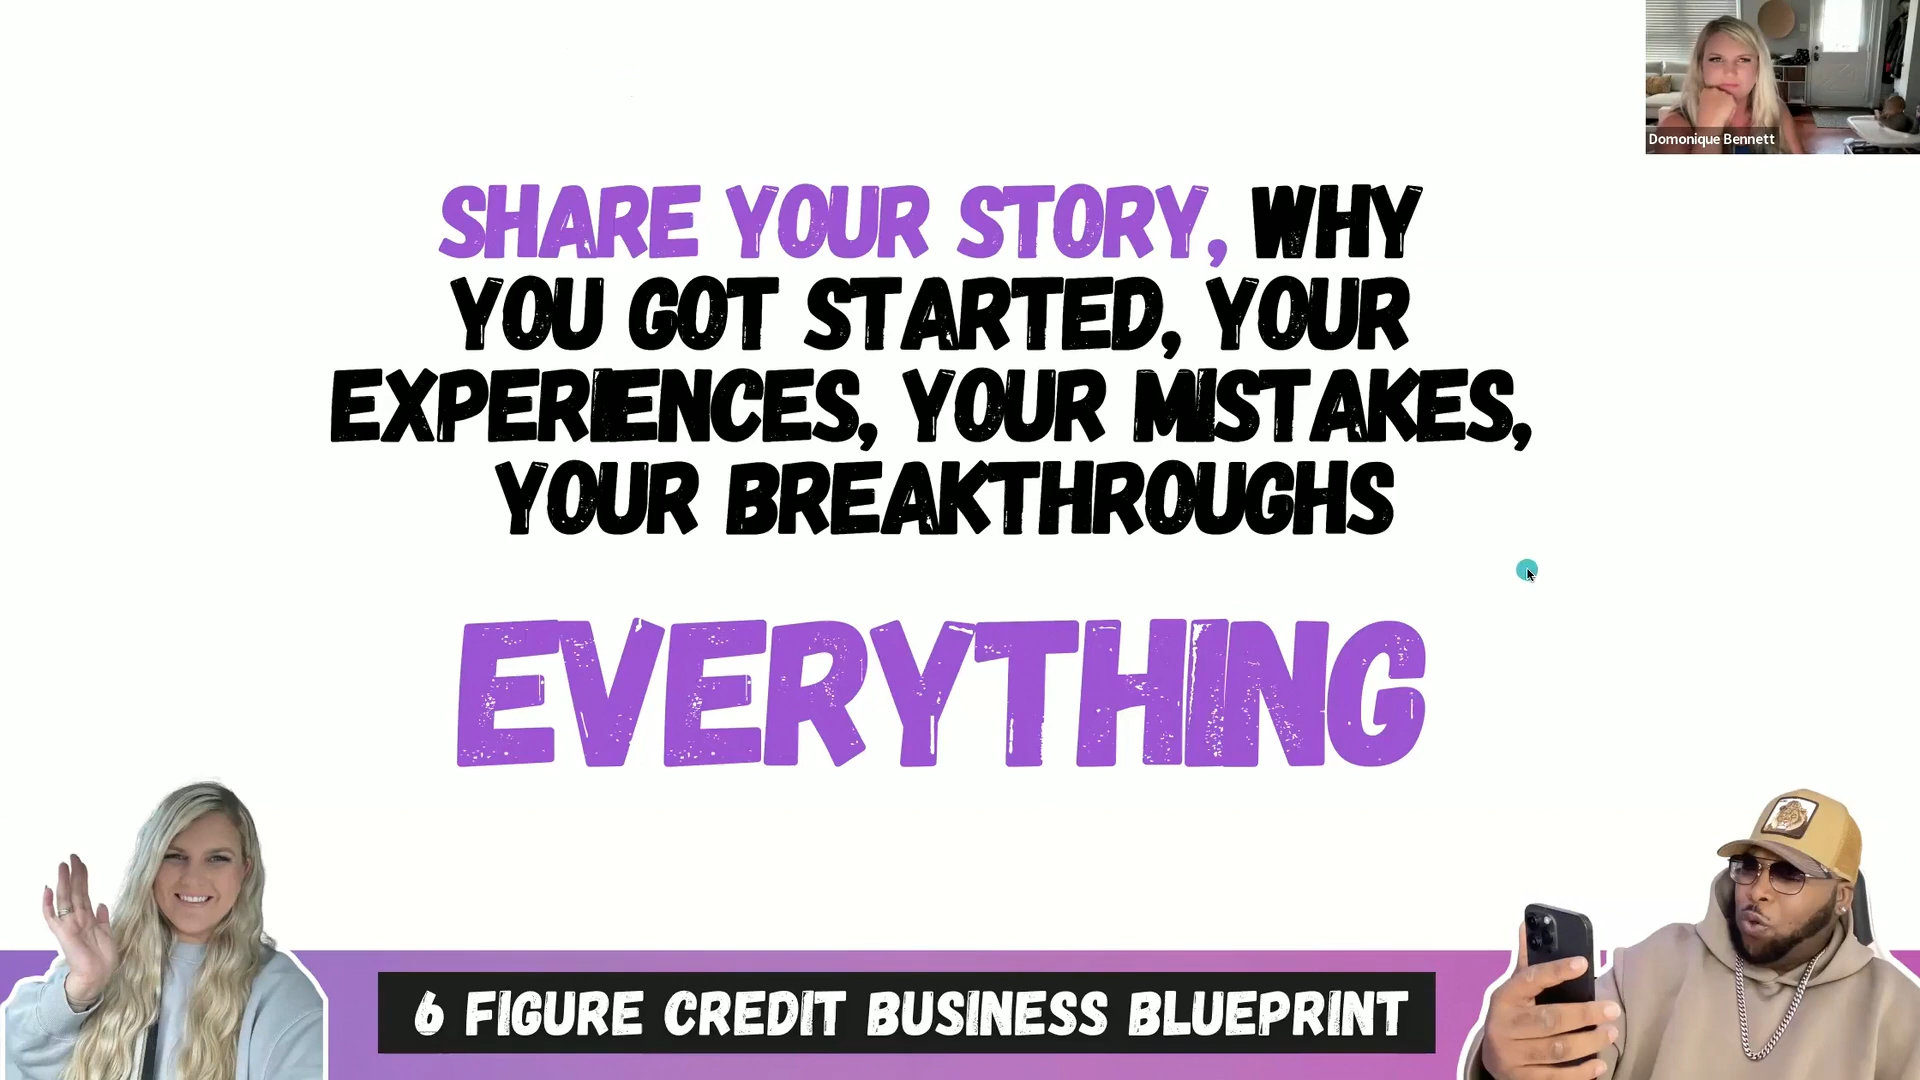 Domonique Bennett
SHARE YOUR STORY, WHY
YOU GOT STARTED, YOUR
EXPERIENCES, YOUR MISTAKES,
YOUR BREAKTHROUGHS
EVERYTHING
6 FIGURE CREDIT BUSINESS BLUEPRINT